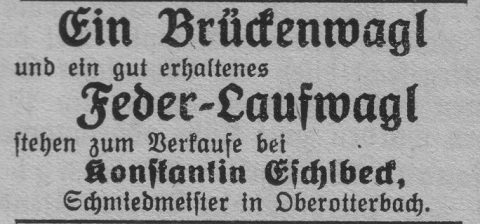 Ein Brückenwagl
und ein gut erhaltenes
Feder-Laufwagl
stehen zum Verkaufe bei
Konstantin Eschlbeck,
Schmiedmeister in Oberotterbach.